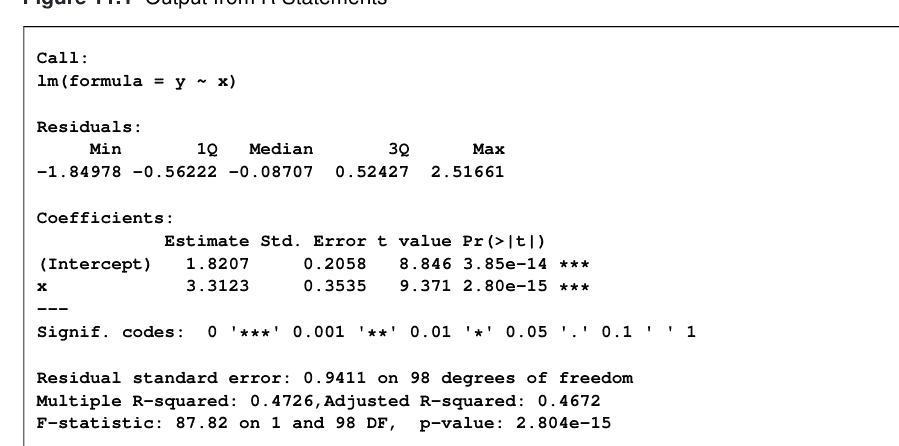 Figure 11.1 Output from R Statements
Call:
lm(formula = y ~ x)
Residuals:
Min 1Q Median 3Q Max
-1.84978 -0.56222 -0.08707 0.52427 2.51661
Coefficients:
Estimate Std. Error t value Pr(>|t|)
(Intercept) 1.8207 0.2058 8.846 3.85e-14 ***
x 3.3123 0.3535 9.371 2.80e-15 ***
---
Signif. codes: 0 '***' 0.001 '**' 0.01 '*' 0.05 '.' 0.1 ' ' 1
Residual standard error: 0.9411 on 98 degrees of freedom
Multiple R-squared: 0.4726,Adjusted R-squared: 0.4672
F-statistic: 87.82 on 1 and 98 DF, p-value: 2.804e-15